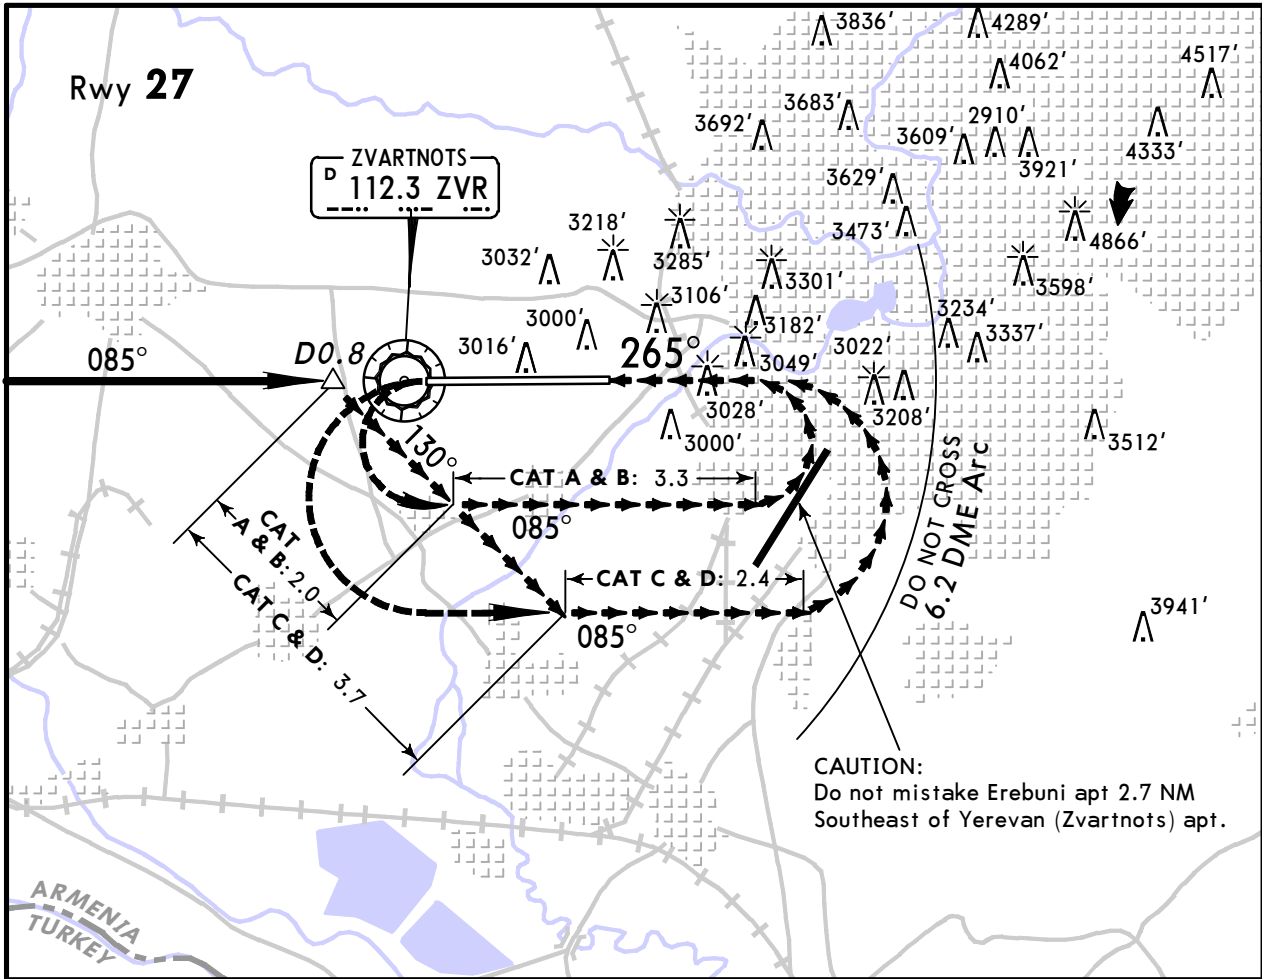 Rwy 27
ZVARTNOTS
D 112.3 ZVR
3836'
4289'
4062'
4517'
3683'
3692'
2910'
3609'
3921'
4333'
3629'
3473'
4866'
3218'
3285'
3032'
3301'
3598'
3106'
3000'
3182'
3234'
3337'
085°
D0.8
3016'
265°
3049'
3022'
3028'
3208'
3000'
3512'
130°
CAT A & B: 3.3
085°
DO NOT CROSS
6.2 DME Arc
CAT
A & B: 2.0
CAT C & D: 3.7
CAT C & D: 2.4
085°
3941'
CAUTION:
Do not mistake Erebuni apt 2.7 NM
Southeast of Yerevan (Zvartnots) apt.
ARMENIA
TURKEY